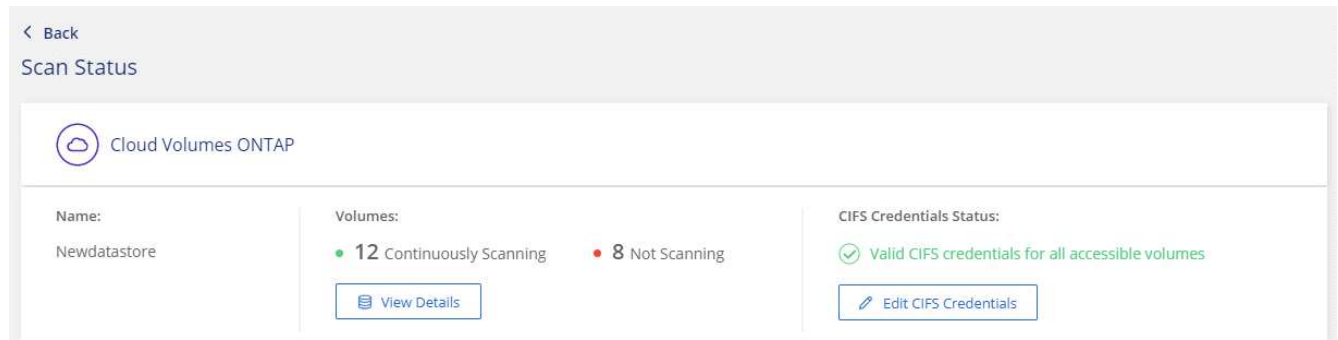 Back
Scan Status
Cloud Volumes ONTAP
Name:
Newdatastore
Volumes:
12 Continuously Scanning
8 Not Scanning
View Details
CIFS Credentials Status:
Valid CIFS credentials for all accessible volumes
Edit CIFS Credentials